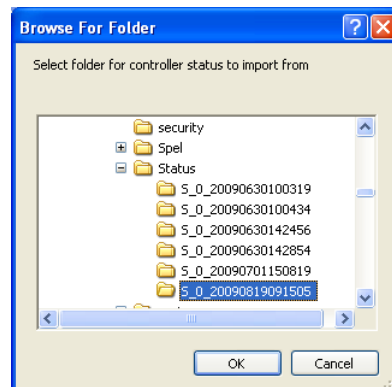 Browse For Folder
Select folder for controller status to import from
security
Spel
Status
S_0_20090630100319
S_0_20090630100434
S_0_20090630142456
S_0_20090630142854
S_0_20090701150819
S_0_20090819091505
OK
Cancel